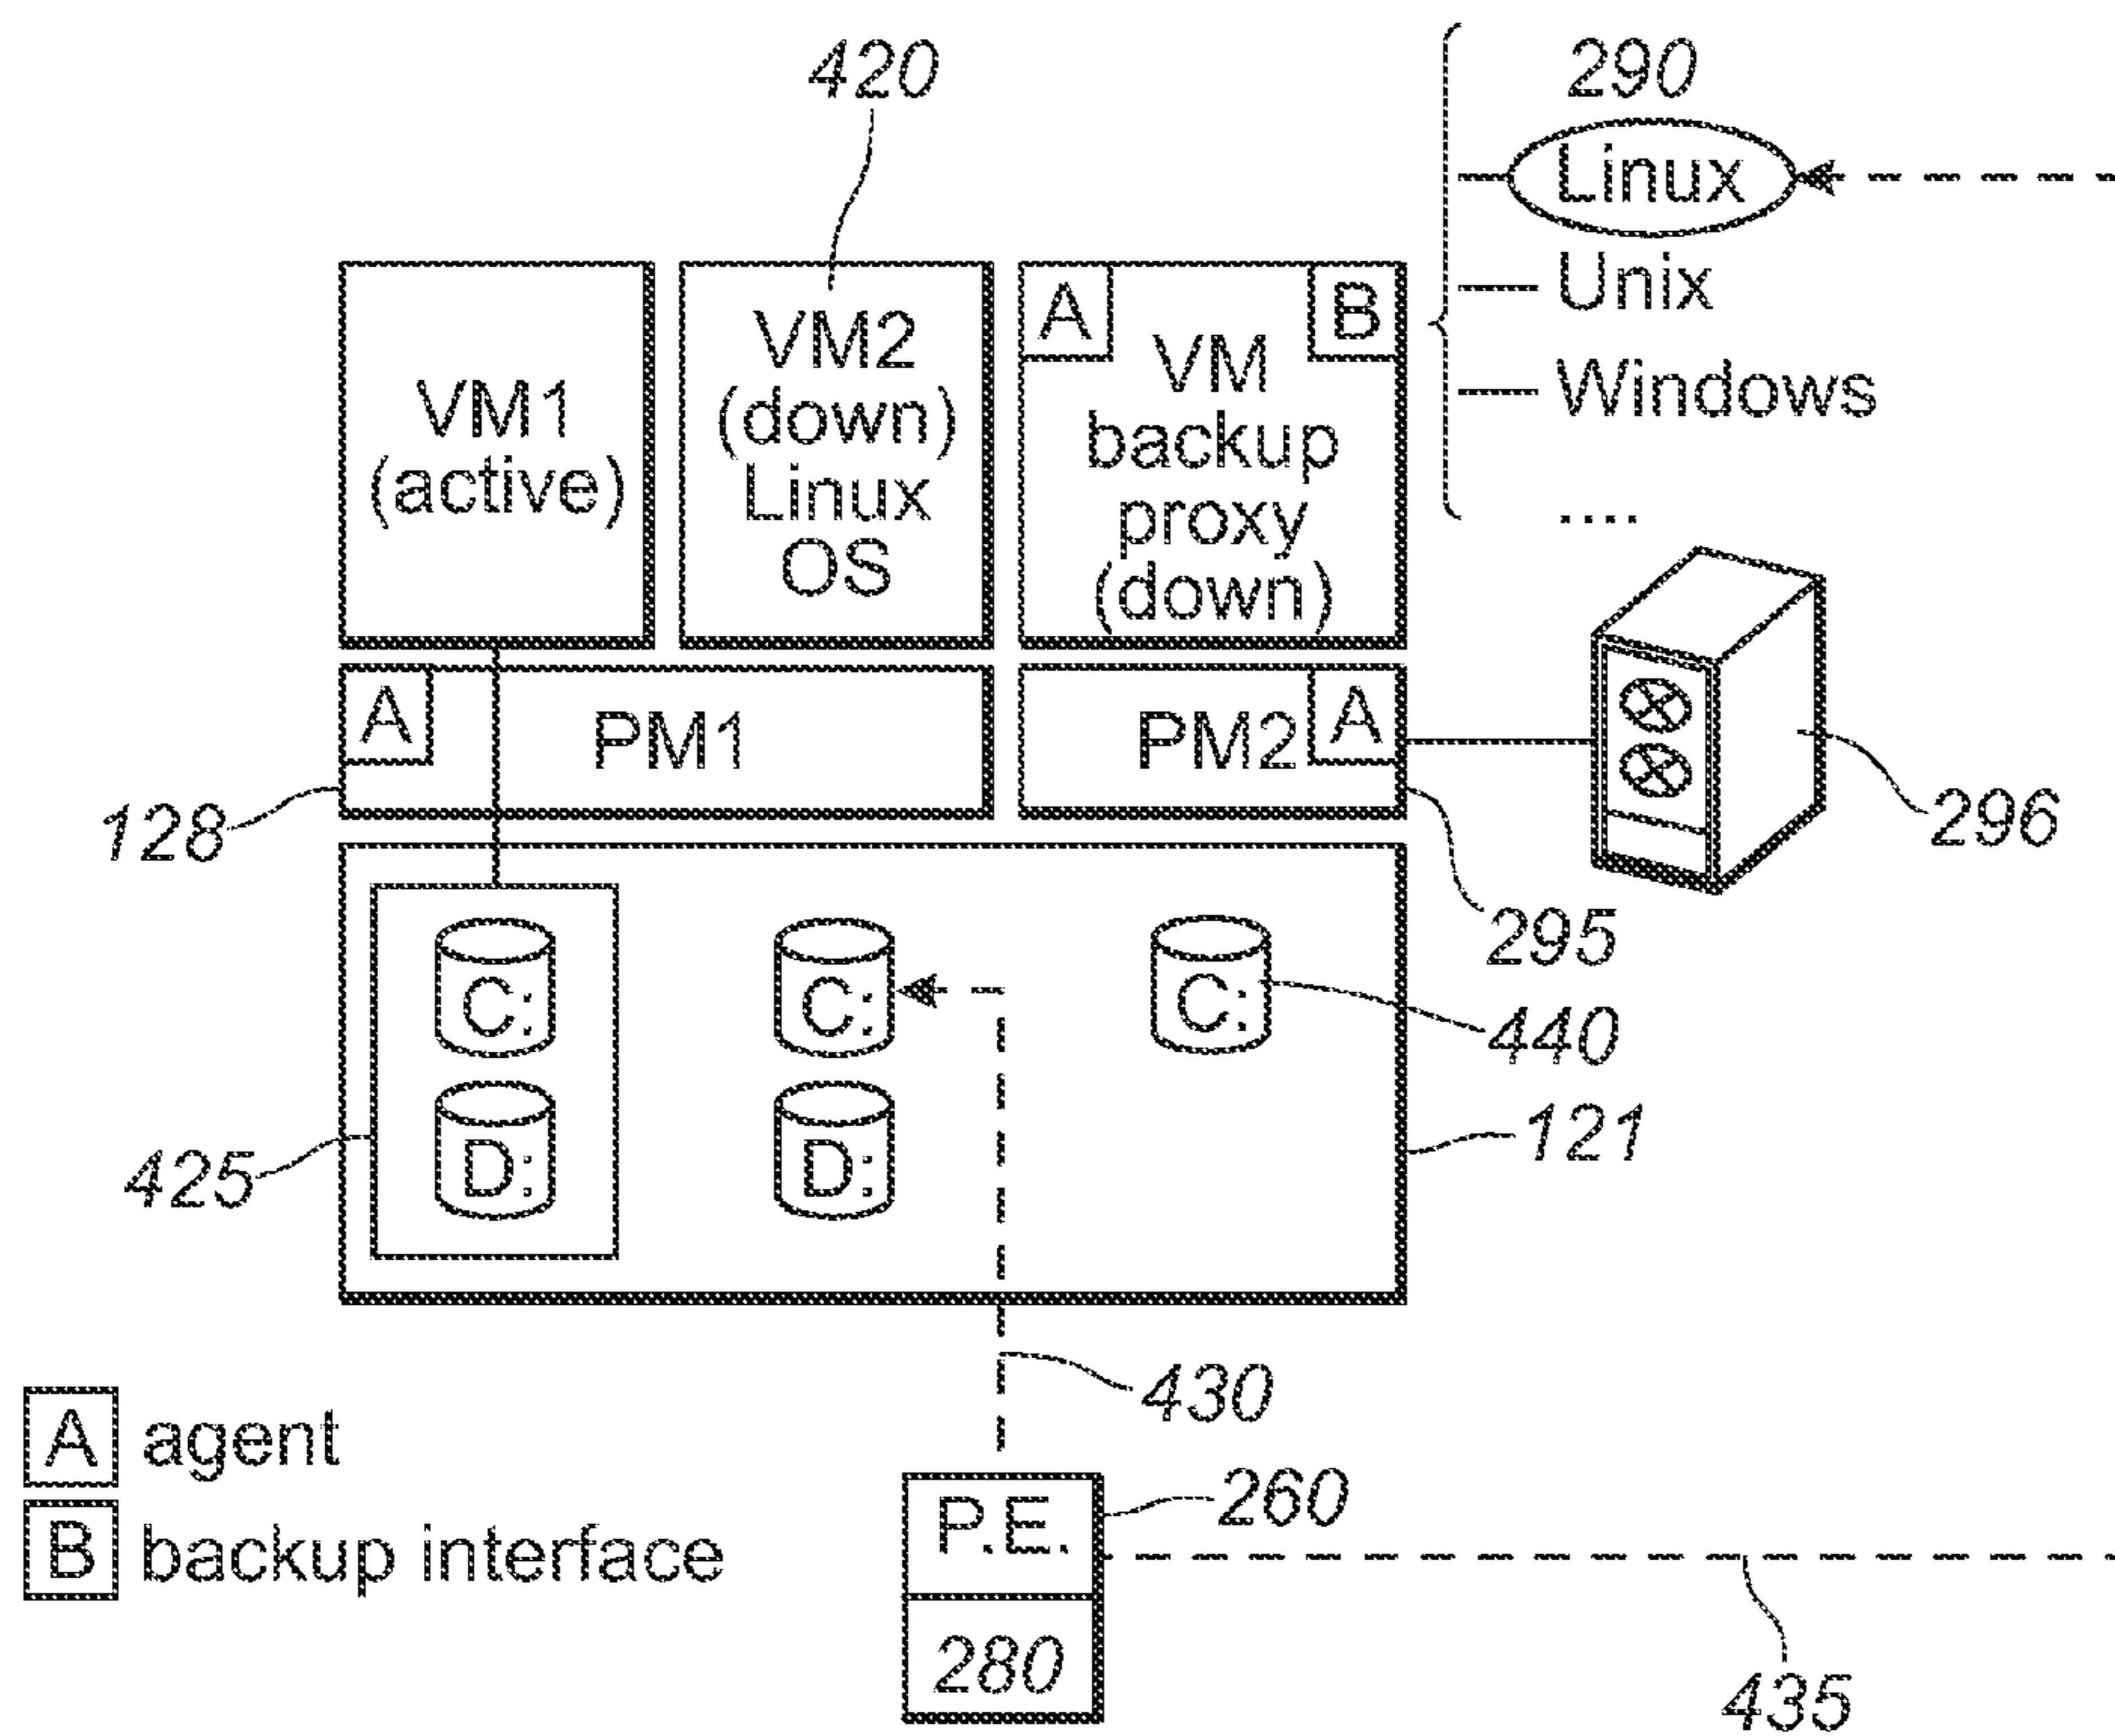 420
290
Linux
Unix
Windows
....
VM1
(active)
VM2
(down)
Linux
OS
A
B
VM
backup
proxy
(down)
A
PM1
PM2
A
128
296
295
C:
C:
C:
440
D:
D:
121
425
430
A agent
B backup interface
P.E.
260
280
435